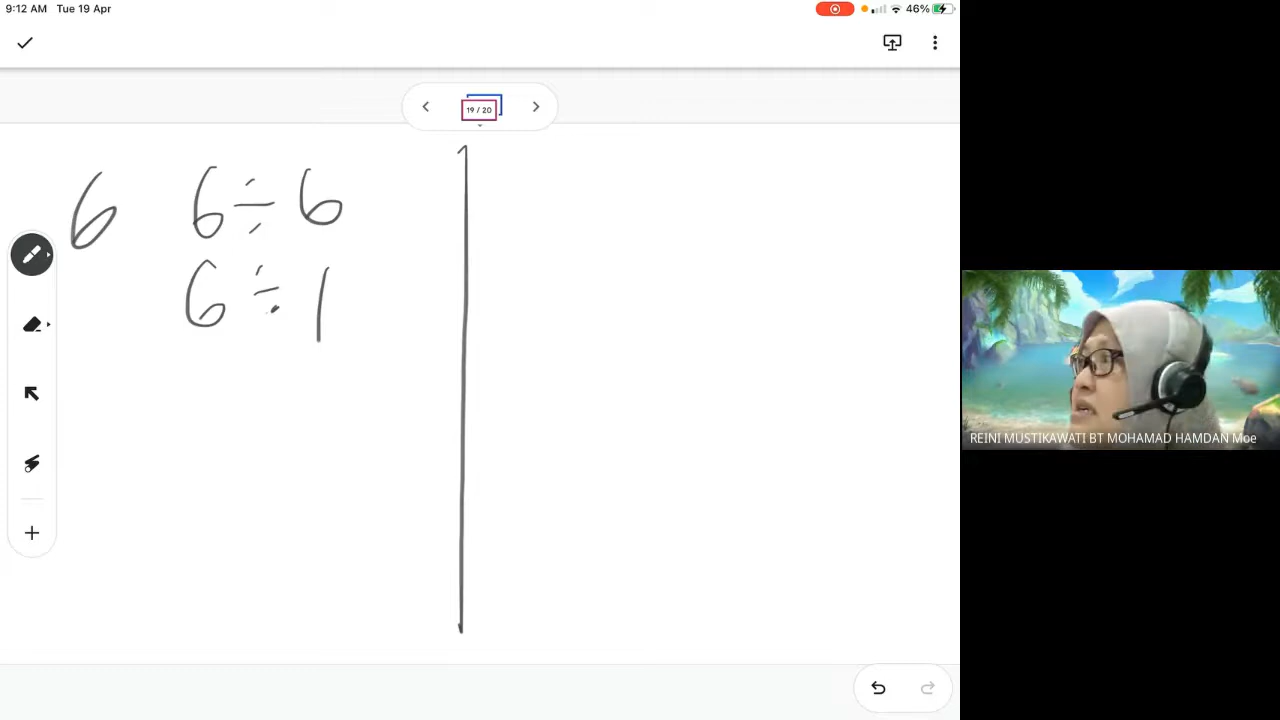 9:12 AM Tue 19 Apr
46%
19 / 20
6 6 ÷ 6
6 ÷ 1
REINI MUSTIKAWATI BT MOHAMAD HAMDAN Moe